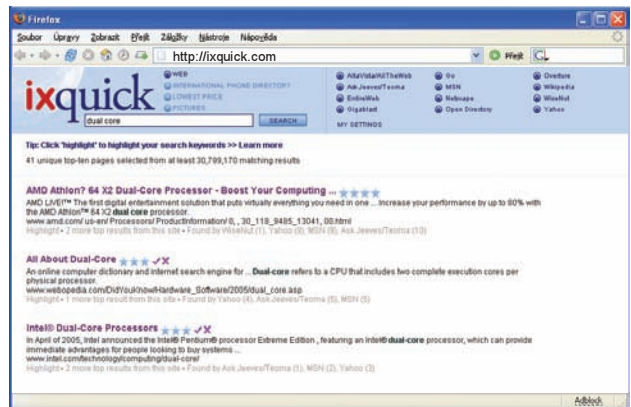 Firefox
Soubor Úpravy Zobrazit Přejít Záložky Nástroje Nápověda
http://ixquick.com Přejít
ixquick
WEB
INTERNATIONAL PHONE DIRECTORY
LOWEST PRICE
PICTURES
dual core SEARCH
AltaVista/AllTheWeb Go Overture
Ask Jeeves/Teoma MSN Wikipedia
EntireWeb Netscape WiseNut
Gigablast Open Directory Yahoo
MY SETTINGS
Tip: Click 'highlight' to highlight your search keywords >> Learn more
41 unique top-ten pages selected from at least 30,799,170 matching results
AMD Athlon? 64 X2 Dual-Core Processor - Boost Your Computing ...
AMD LIVE!™ The first digital entertainment solution that puts virtually everything you need in one ... Increase your performance by up to 80% with
the AMD Athlon™ 64 X2 dual core processor.
www.amd.com/ us-en/ Processors/ ProductInformation/ 0, , 30_118_9485_13041, 00.html
Highlight • 2 more top results from this site • Found by WiseNut (1), Yahoo (9), MSN (9), Ask Jeeves/Teoma (10)
All About Dual-Core
An online computer dictionary and internet search engine for ... Dual-core refers to a CPU that includes two complete execution cores per
physical processor.
www.webopedia.com/DidYouKnow/Hardware_Software/2005/dual_core.asp
Highlight • 1 more top result from this site • Found by Yahoo (4), Ask Jeeves/Teoma (5), MSN (5)
Intel® Dual-Core Processors
In April of 2005, Intel announced the Intel® Pentium® processor Extreme Edition , featuring an Intel® dual-core processor, which can provide
immediate advantages for people looking to buy systems ...
www.intel.com/technology/computing/dual-core/
Highlight • 2 more top results from this site • Found by Ask Jeeves/Teoma (1), MSN (2), Yahoo (3)
Adblock